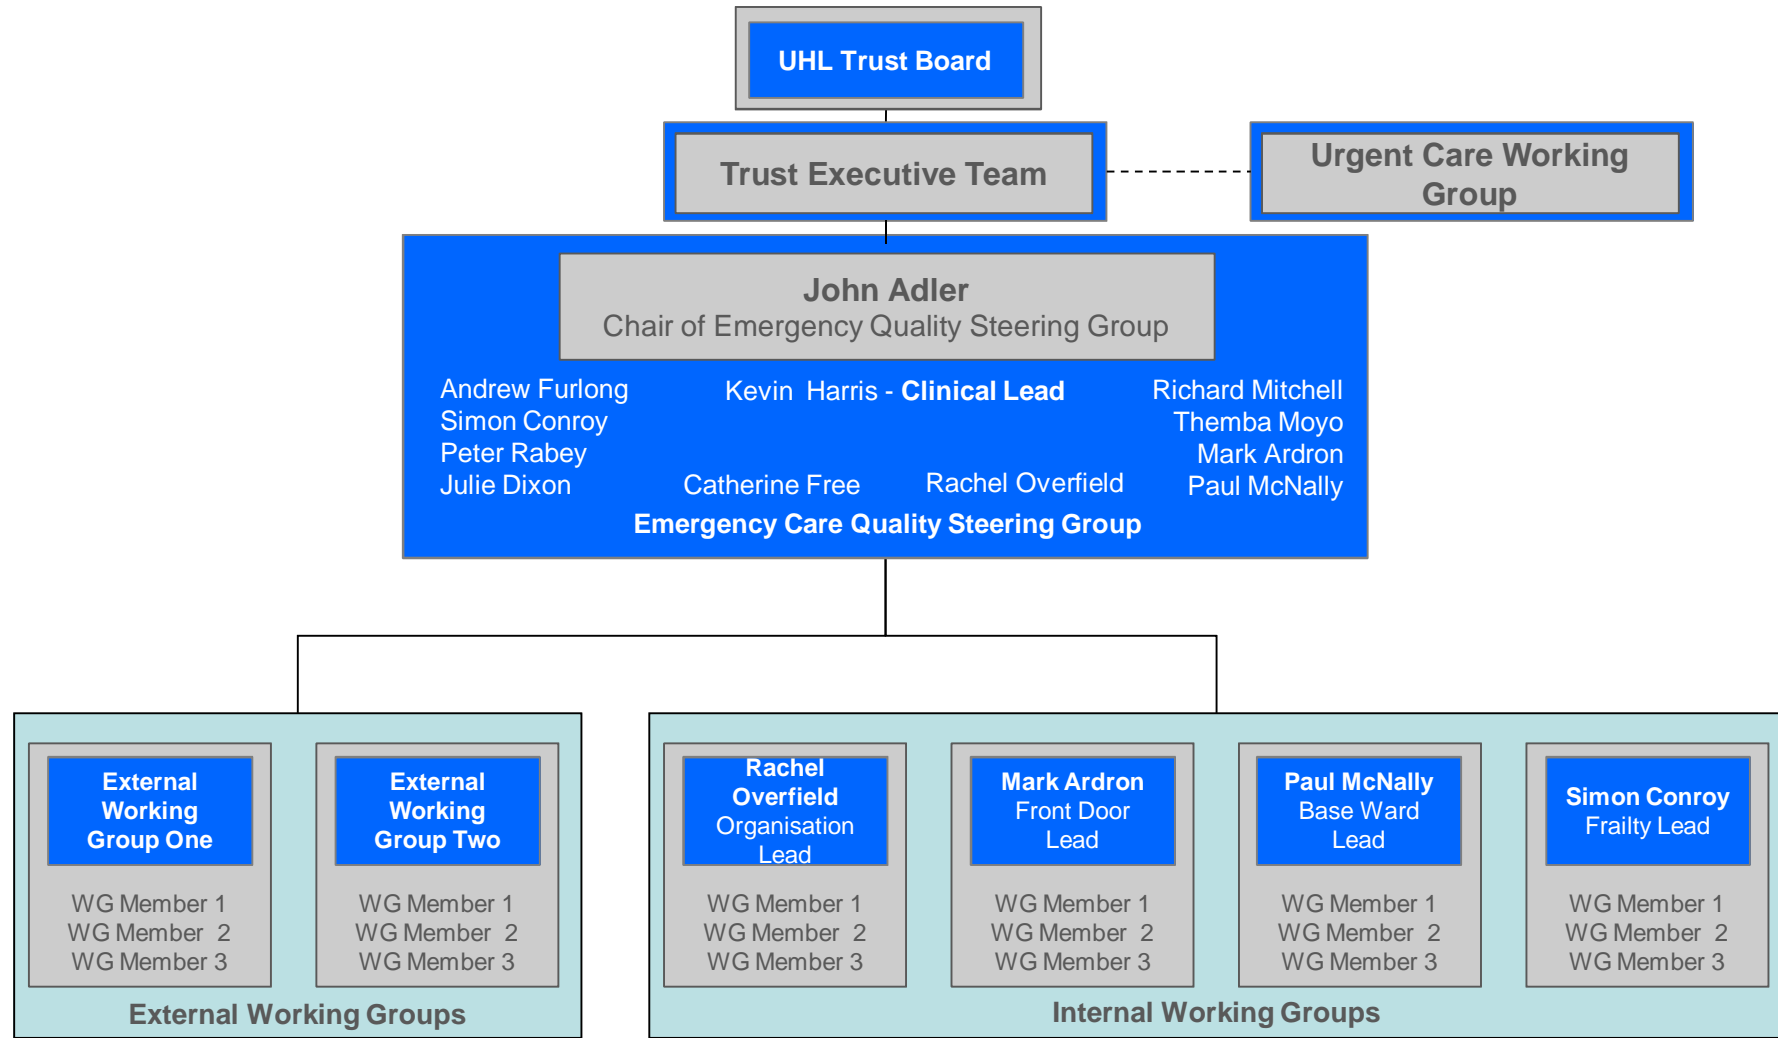 UHL Trust Board
Trust Executive Team
Urgent Care Working
Group
John Adler
Chair of Emergency Quality Steering Group
Andrew Furlong
Simon Conroy
Peter Rabey
Julie Dixon
Kevin Harris - Clinical Lead
Catherine Free
Rachel Overfield
Richard Mitchell
Themba Moyo
Mark Ardron
Paul McNally
Emergency Care Quality Steering Group
External
Working
Group One
WG Member 1
WG Member 2
WG Member 3
External
Working
Group Two
WG Member 1
WG Member 2
WG Member 3
External Working Groups
Rachel
Overfield
Organisation
Lead
WG Member 1
WG Member 2
WG Member 3
Mark Ardron
Front Door
Lead
WG Member 1
WG Member 2
WG Member 3
Paul McNally
Base Ward
Lead
WG Member 1
WG Member 2
WG Member 3
Simon Conroy
Frailty Lead
WG Member 1
WG Member 2
WG Member 3
Internal Working Groups